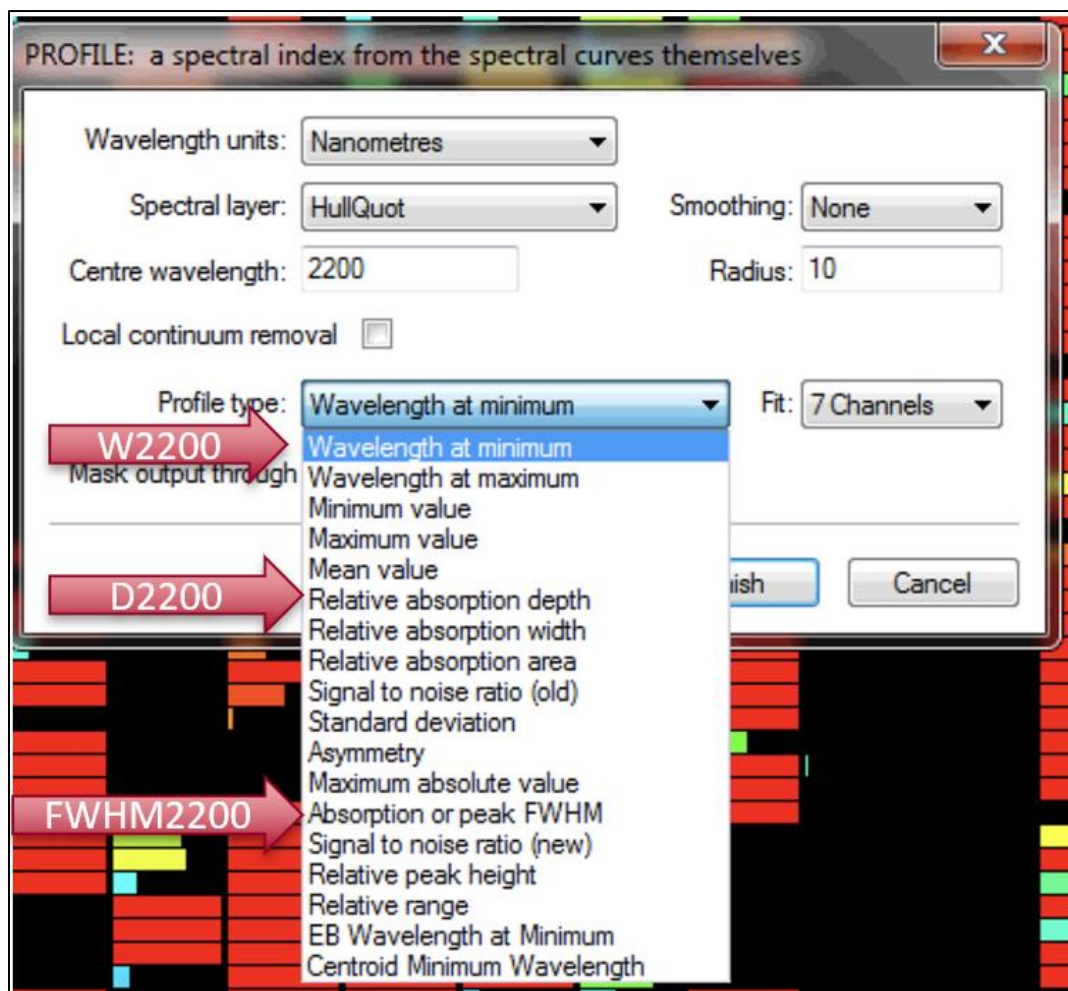 PROFILE: a spectral index from the spectral curves themselves
X
Wavelength units: Nanometres
Spectral layer: HullQuot Smoothing: None
Centre wavelength: 2200 Radius: 10
Local continuum removal
Profile type: Wavelength at minimum Fit: 7 Channels
W2200 Wavelength at minimum
Mask output through Wavelength at maximum
Minimum value
Maximum value
Mean value
D2200 Relative absorption depth
Cancel
Relative absorption width
Relative absorption area
Signal to noise ratio (old)
Standard deviation
Asymmetry
Maximum absolute value
FWHM2200 Absorption or peak FWHM
Signal to noise ratio (new)
Relative peak height
Relative range
EB Wavelength at Minimum
Centroid Minimum Wavelength